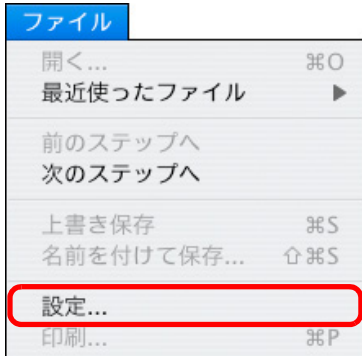 ファイル
開く... ⌘O
最近使ったファイル ▶
前のステップへ
次のステップへ
上書き保存 ⌘S
名前を付けて保存... ⇧⌘S
設定...
印刷... ⌘P